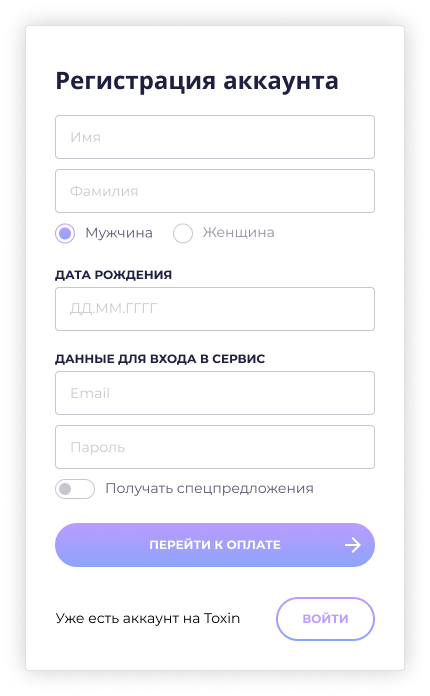 Регистрация аккаунта
Имя
Фамилия
Мужчина Женщина
ДАТА РОЖДЕНИЯ
ДД.ММ.ГГГГ
ДАННЫЕ ДЛЯ ВХОДА В СЕРВИС
Email
Пароль
Получать спецпредложения
ПЕРЕЙТИ К ОПЛАТЕ
Уже есть аккаунт на Toxin ВОЙТИ